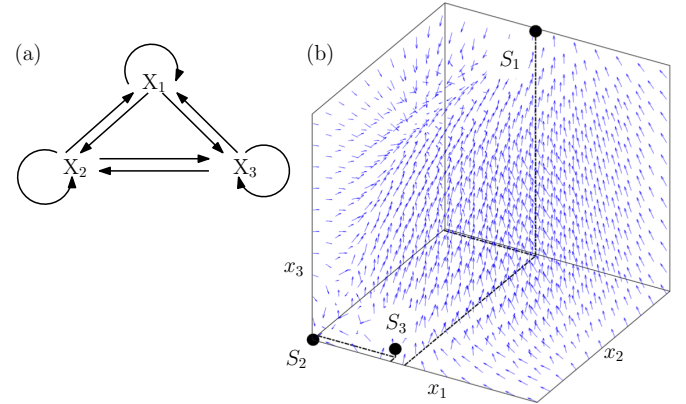 (a)
X₁
X₂
X₃
(b)
S₁
x₃
S₃
S₂
x₁
x₂